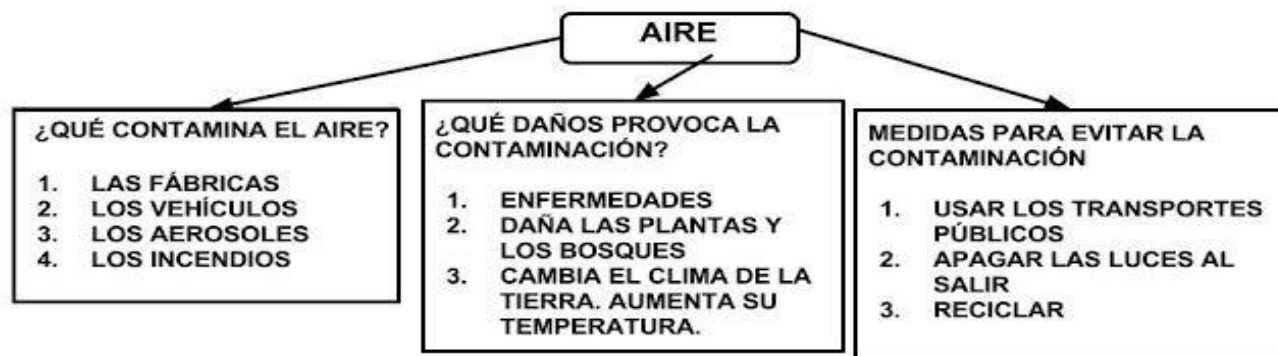 AIRE
¿QUÉ CONTAMINA EL AIRE?
1. LAS FÁBRICAS
2. LOS VEHÍCULOS
3. LOS AEROSOLES
4. LOS INCENDIOS
¿QUÉ DAÑOS PROVOCA LA
CONTAMINACIÓN?
1. ENFERMEDADES
2. DAÑA LAS PLANTAS Y
LOS BOSQUES
3. CAMBIA EL CLIMA DE LA
TIERRA. AUMENTA SU
TEMPERATURA.
MEDIDAS PARA EVITAR LA
CONTAMINACIÓN
1. USAR LOS TRANSPORTES
PÚBLICOS
2. APAGAR LAS LUCES AL
SALIR
3. RECICLAR